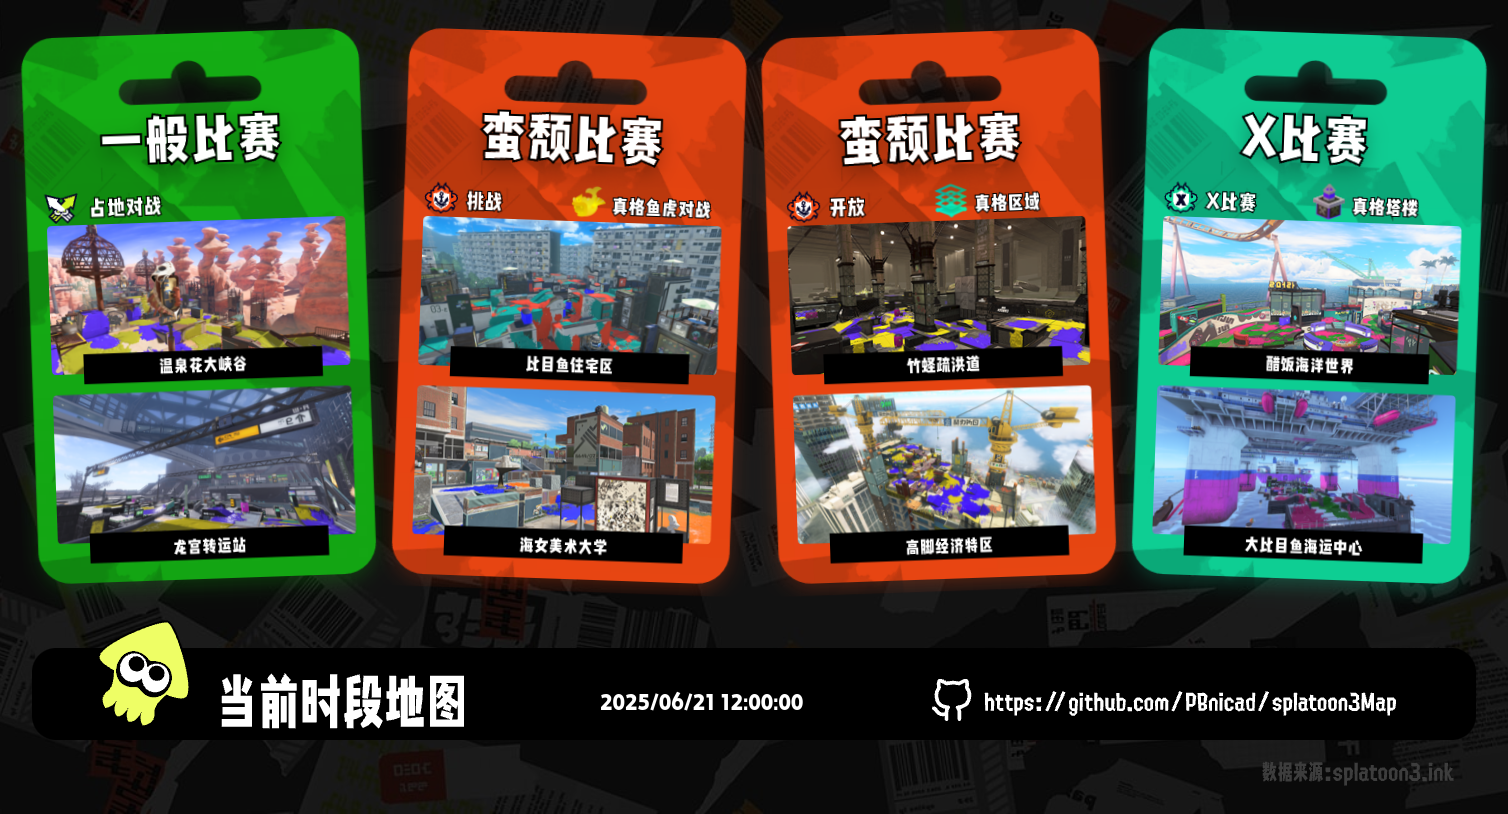 一般比赛
占地对战
温泉花大峡谷
龙宫转运站
蛮颓比赛
挑战
真格鱼虎对战
比目鱼住宅区
海女美术大学
蛮颓比赛
开放
真格区域
竹蛏疏洪道
高脚经济特区
X比赛
X比赛
真格塔楼
醋饭海洋世界
大比目鱼海运中心
当前时段地图
2025/06/21 12:00:00
https://github.com/PBnicad/splatoon3Map
数据来源:splatoon3.ink